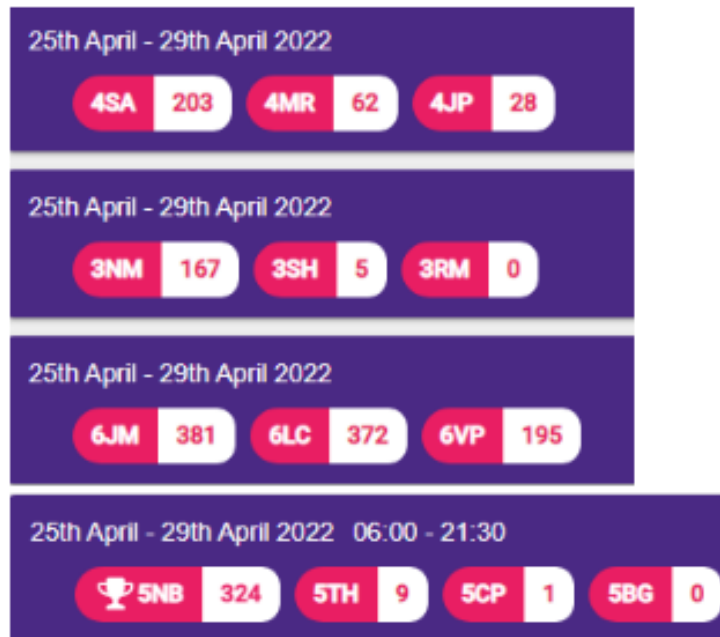 25th April - 29th April 2022
4SA 203 4MR 62 4JP 28
25th April - 29th April 2022
3NM 167 3SH 5 3RM 0
25th April - 29th April 2022
6JM 381 6LC 372 6VP 195
25th April - 29th April 2022 06:00 - 21:30
5NB 324 5TH 9 5CP 1 5BG 0